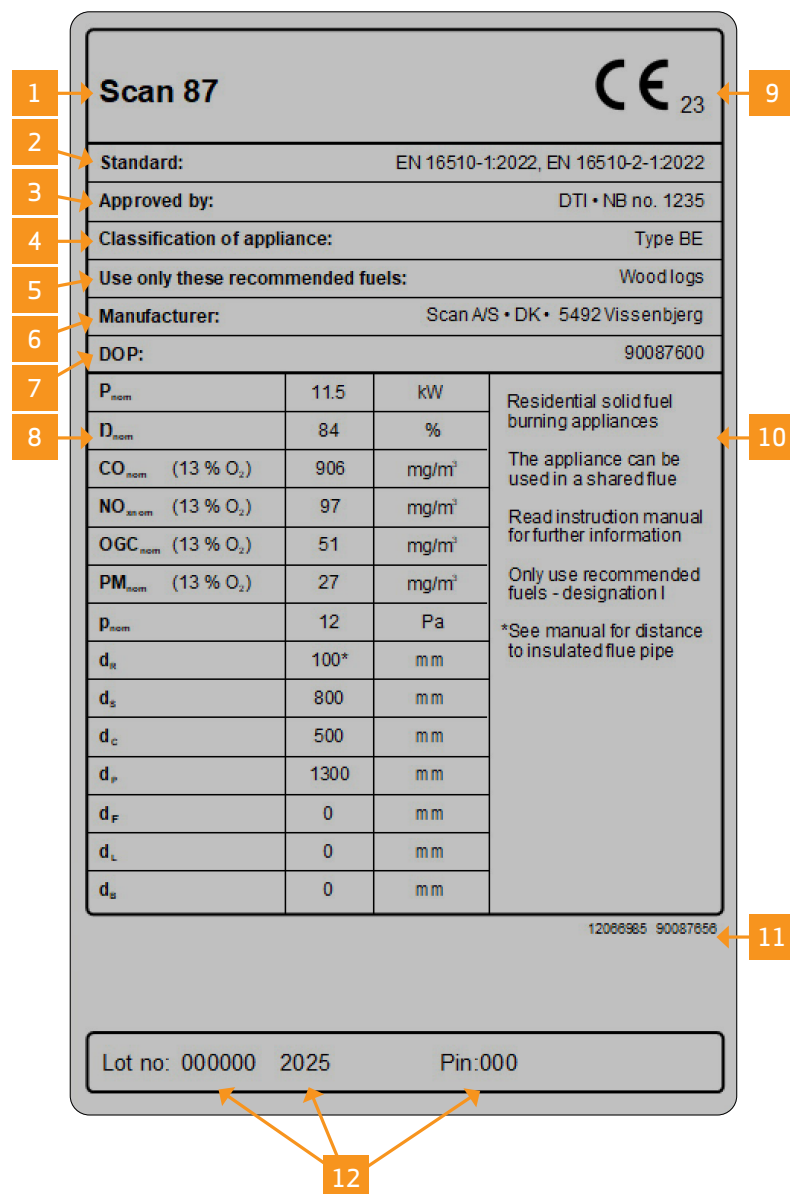 1 Scan 87 CE 23 9
2 Standard: EN 16510-1:2022, EN 16510-2-1:2022
3 Approved by: DTI • NB no. 1235
4 Classification of appliance: Type BE
5 Use only these recommended fuels: Wood logs
6 Manufacturer: Scan A/S • DK • 5492 Vissenbjerg
7 DOP: 90087600
8
Pnom 11.5 kW
Ŋnom 84 %
COnom (13 % O₂) 906 mg/m³
NOxnom (13 % O₂) 97 mg/m³
OGCnom (13 % O₂) 51 mg/m³
PMnom (13 % O₂) 27 mg/m³
pnom 12 Pa
dR 100* mm
dS 800 mm
dC 500 mm
dP 1300 mm
dF 0 mm
dL 0 mm
dB 0 mm
10
Residential solid fuel
burning appliances
The appliance can be
used in a shared flue
Read instruction manual
for further information
Only use recommended
fuels - designation I
*See manual for distance
to insulated flue pipe
12066985 90087656 11
Lot no: 000000 2025 Pin:000
12